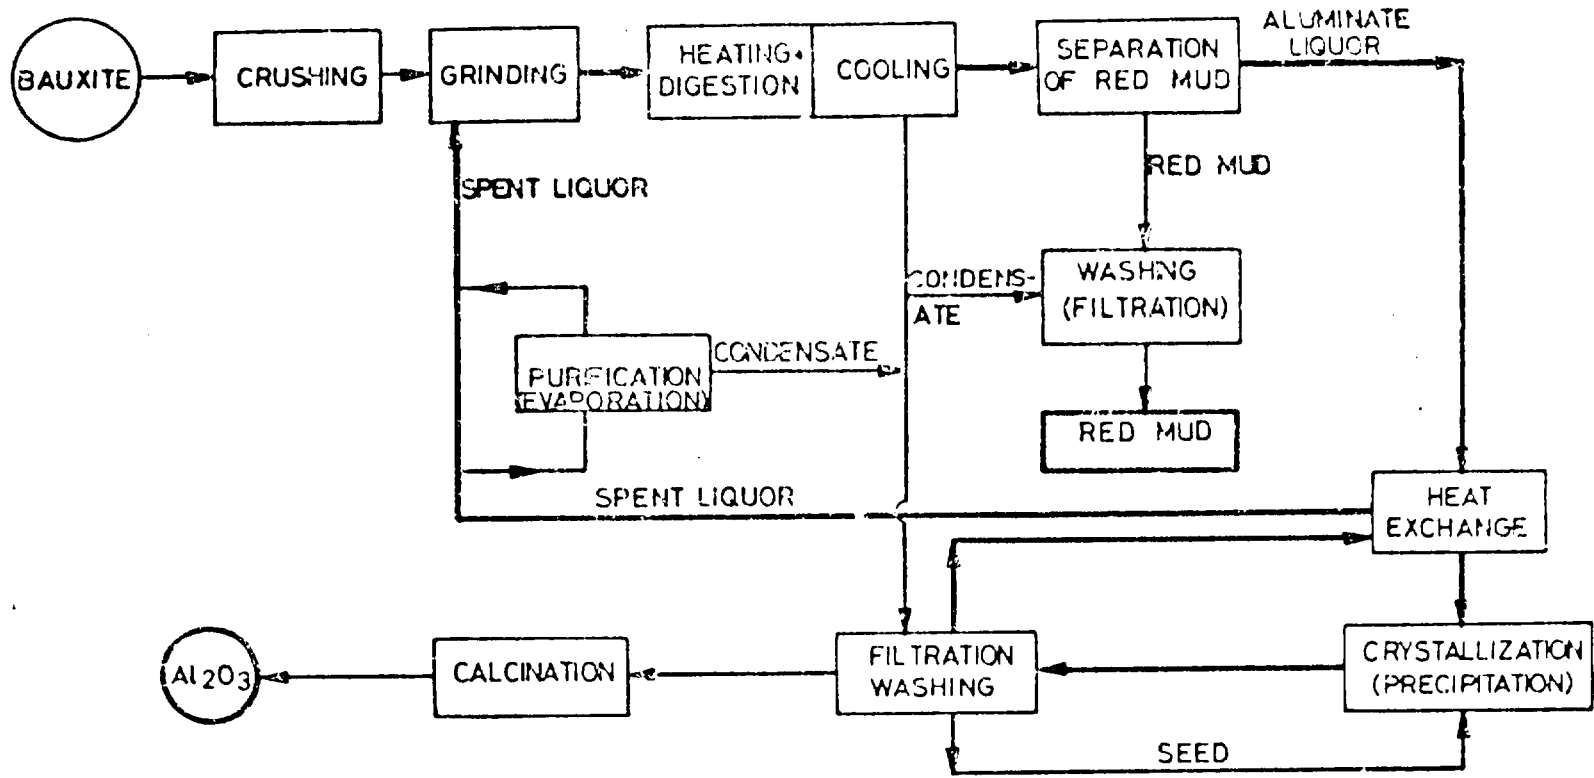 BAUXITE
CRUSHING
GRINDING
HEATING+
DIGESTION
COOLING
SEPARATION
OF RED MUD
ALUMINATE
LIQUOR
SPENT LIQUOR
RED MUD
CONDENS-
ATE
WASHING
(FILTRATION)
CONDENSATE
PURIFICATION
(EVAPORATION)
RED MUD
SPENT LIQUOR
HEAT
EXCHANGE
Al2O3
CALCINATION
FILTRATION
WASHING
CRYSTALLIZATION
(PRECIPITATION)
SEED